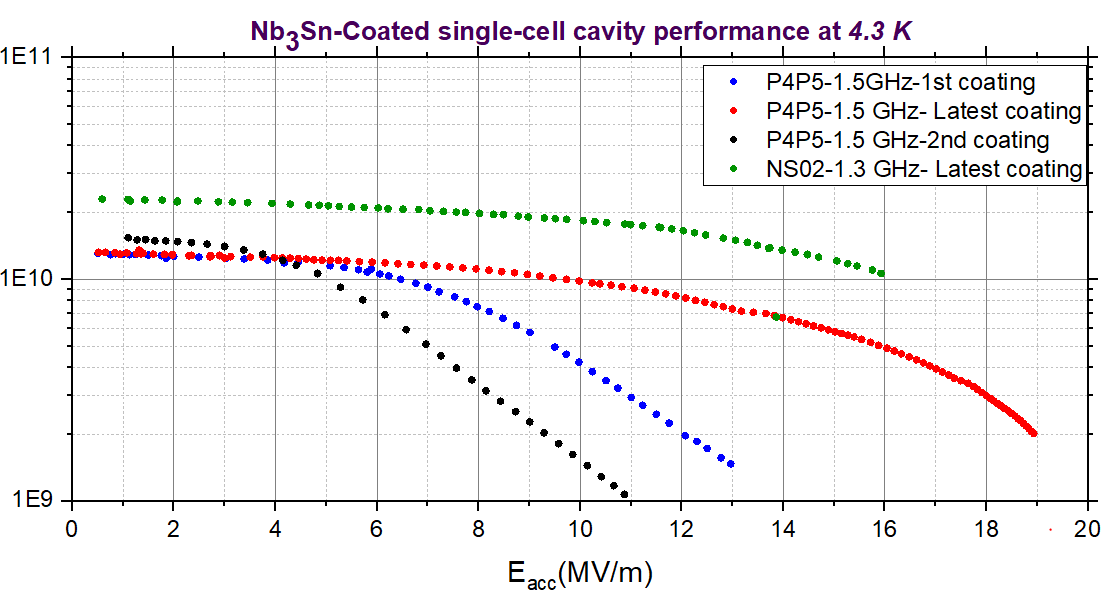 Nb₃Sn-Coated single-cell cavity performance at 4.3 K
1E11
P4P5-1.5GHz-1st coating
P4P5-1.5 GHz- Latest coating
P4P5-1.5 GHz-2nd coating
NS02-1.3 GHz- Latest coating
1E10
1E9
0 2 4 6 8 10 12 14 16 18 20
Eacc(MV/m)